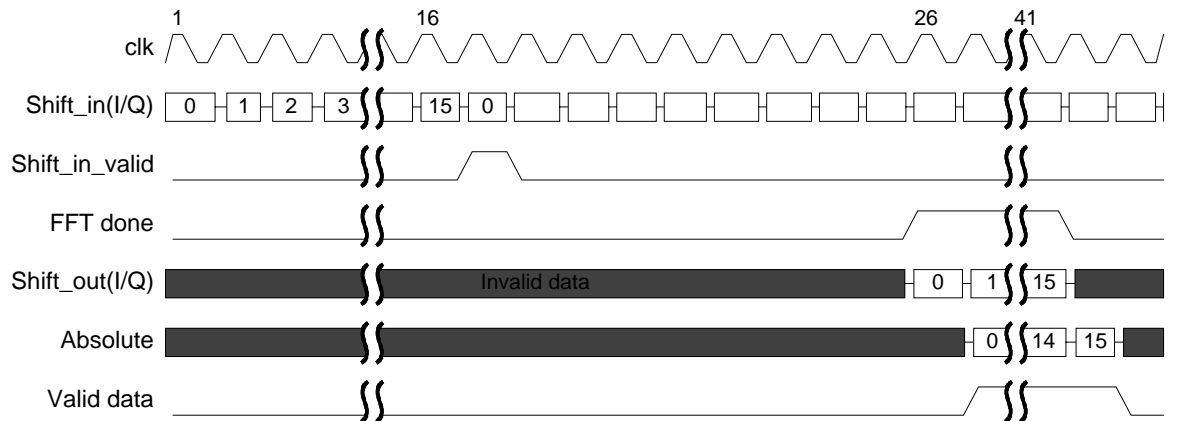 1 16 26 41
clk
Shift_in(I/Q) 0 1 2 3 15 0
Shift_in_valid
FFT done
Shift_out(I/Q) Invalid data 0 1 15
Absolute 0 14 15
Valid data